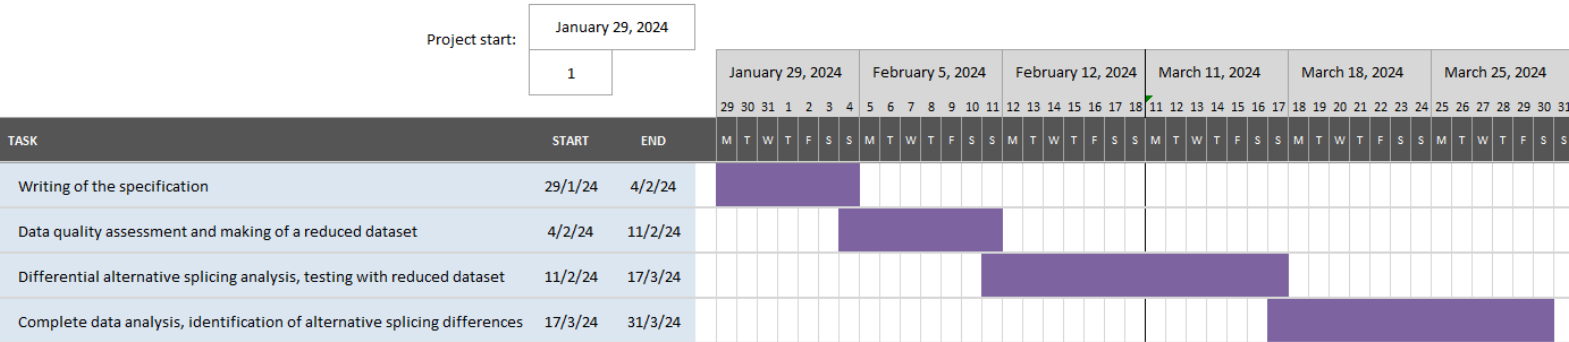 January 29, 2024
Project start:
1
January 29, 2024 February 5, 2024 February 12, 2024 March 11, 2024 March 18, 2024 March 25, 2024
29 30 31 1 2 3 4 5 6 7 8 9 10 11 12 13 14 15 16 17 18 11 12 13 14 15 16 17 18 19 20 21 22 23 24 25 26 27 28 29 30 31
TASK START END M T W T F S S M T W T F S S M T W T F S S M T W T F S S M T W T F S S M T W T F S S
Writing of the specification 29/1/24 4/2/24
Data quality assessment and making of a reduced dataset 4/2/24 11/2/24
Differential alternative splicing analysis, testing with reduced dataset 11/2/24 17/3/24
Complete data analysis, identification of alternative splicing differences 17/3/24 31/3/24